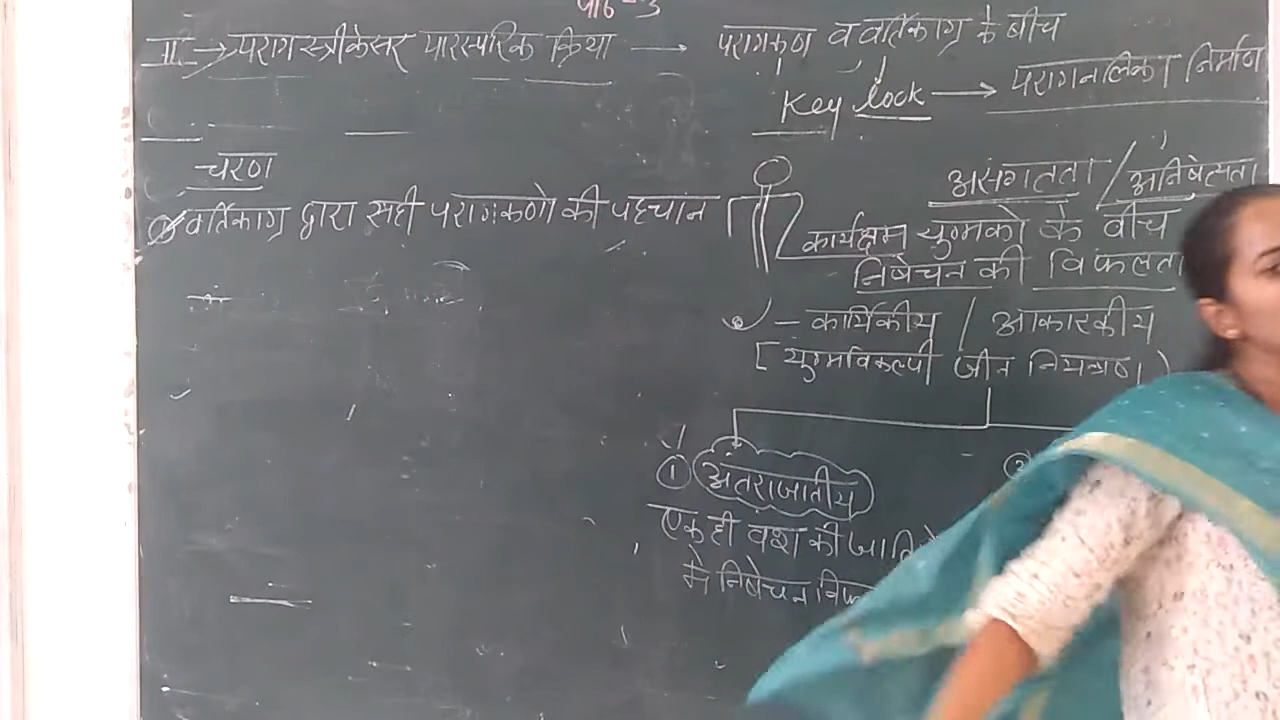 पाठ-3
III → परागस्त्रीकेसर पारस्परिक क्रिया → परागकण व वर्तिकाग्र के बीच
Key lock → परागनलिका निर्माण
चरण
① वर्तिकाग्र द्वारा सही परागकणो की पहचान
असंगतता / अनिषेच्यता
कार्यक्षम युग्मको के बीच
निषेचन की विफलता
- कार्यिकीय / आकारकीय
[युग्मविकल्पी जीन नियंत्रण)
① अंतराजातीय
②
एक ही वंश की
मे निषेचन